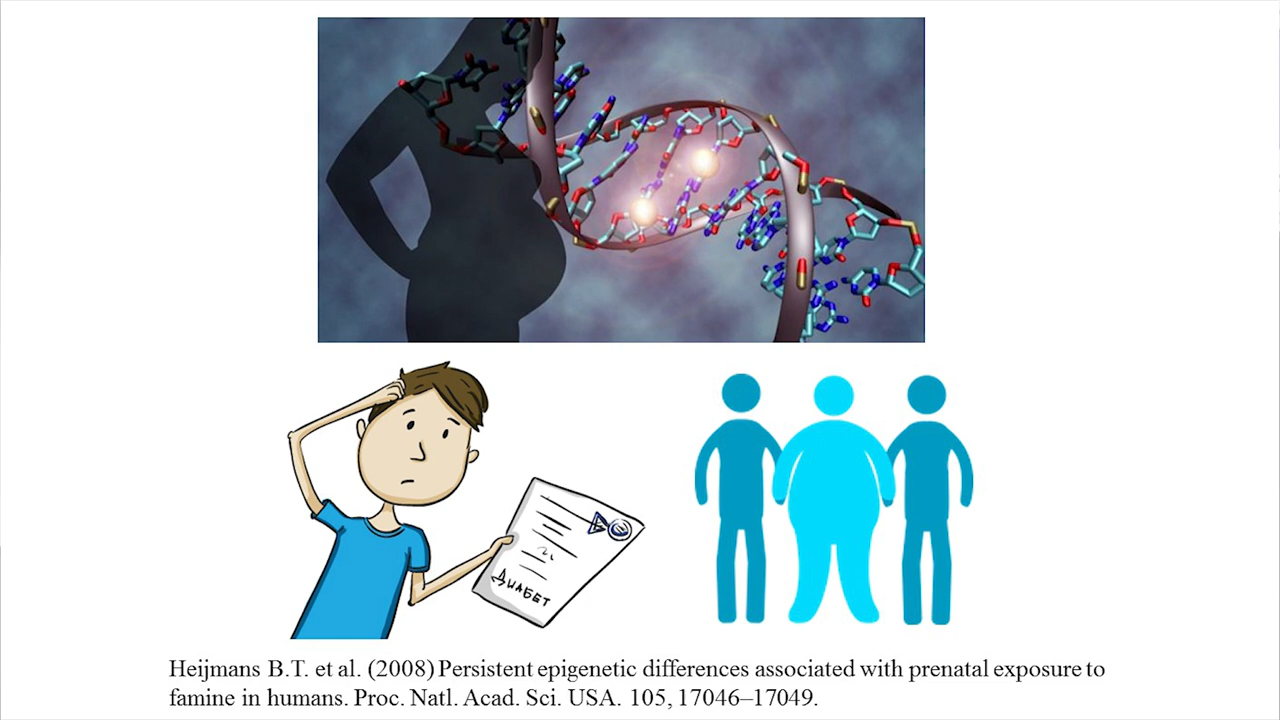 Диабет
Heijmans B.T. et al. (2008) Persistent epigenetic differences associated with prenatal exposure to
famine in humans. Proc. Natl. Acad. Sci. USA. 105, 17046–17049.